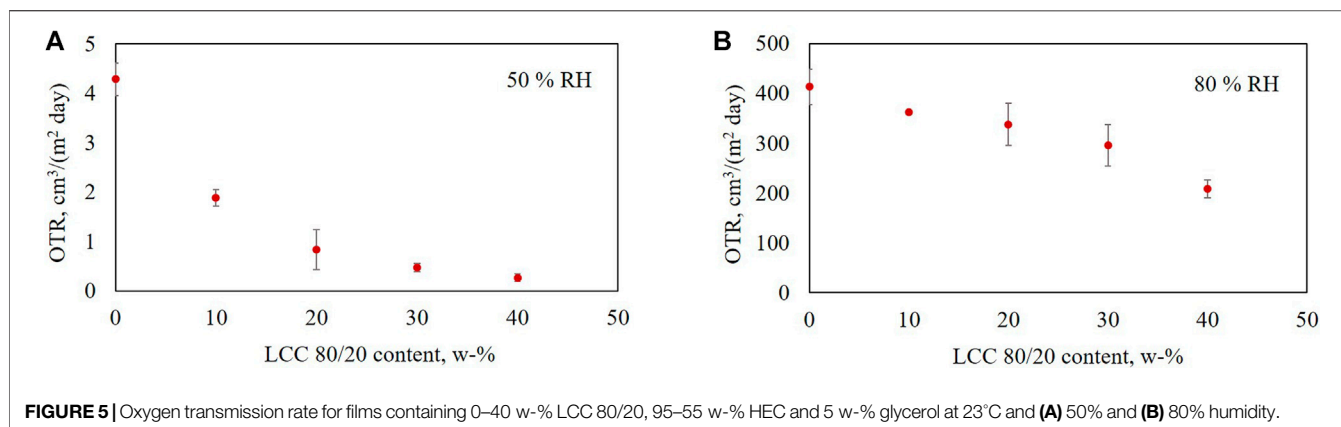 A
5
4
3
2
1
0
OTR, cm³/(m² day)
50 % RH
0 10 20 30 40 50
LCC 80/20 content, w-%
B
500
400
300
200
100
0
OTR, cm³/(m² day)
80 % RH
0 10 20 30 40 50
LCC 80/20 content, w-%
FIGURE 5 | Oxygen transmission rate for films containing 0–40 w-% LCC 80/20, 95–55 w-% HEC and 5 w-% glycerol at 23°C and (A) 50% and (B) 80% humidity.